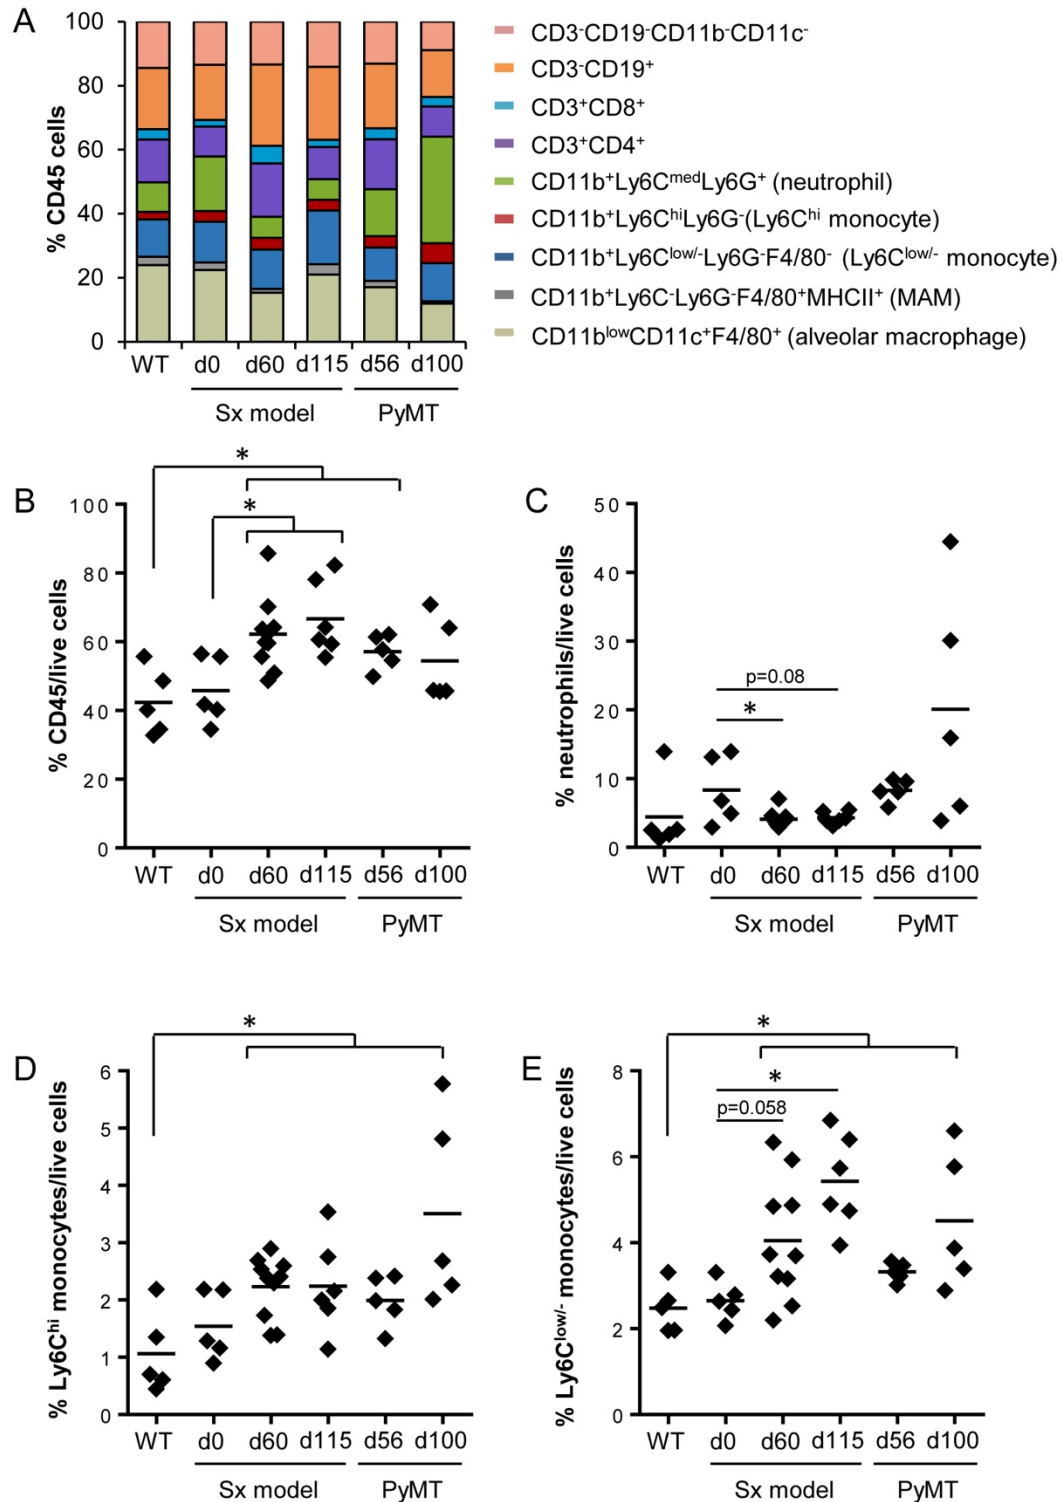 A
% CD45 cells
100
80
60
40
20
0
WT d0 d60 d115 d56 d100
Sx model PyMT
CD3⁻CD19⁻CD11b⁻CD11c⁻
CD3⁻CD19⁺
CD3⁺CD8⁺
CD3⁺CD4⁺
CD11b⁺Ly6Cᵐᵉᵈ Ly6G⁺ (neutrophil)
CD11b⁺Ly6CʰⁱLy6G⁻(Ly6Cʰⁱ monocyte)
CD11b⁺Ly6Cˡᵒʷ/⁻Ly6G⁻F4/80⁻ (Ly6Cˡᵒʷ/⁻ monocyte)
CD11b⁺Ly6C⁻Ly6G⁻F4/80⁺MHCII⁺ (MAM)
CD11bˡᵒʷCD11c⁺F4/80⁺ (alveolar macrophage)
B
% CD45/live cells
100
80
60
40
20
0
*
*
WT d0 d60 d115 d56 d100
Sx model PyMT
C
% neutrophils/live cells
50
40
30
20
10
0
p=0.08
*
WT d0 d60 d115 d56 d100
Sx model PyMT
D
% Ly6Cʰⁱ monocytes/live cells
6
5
4
3
2
1
0
*
WT d0 d60 d115 d56 d100
Sx model PyMT
E
% Ly6Cˡᵒʷ/⁻ monocytes/live cells
8
6
4
2
0
*
*
p=0.058
WT d0 d60 d115 d56 d100
Sx model PyMT